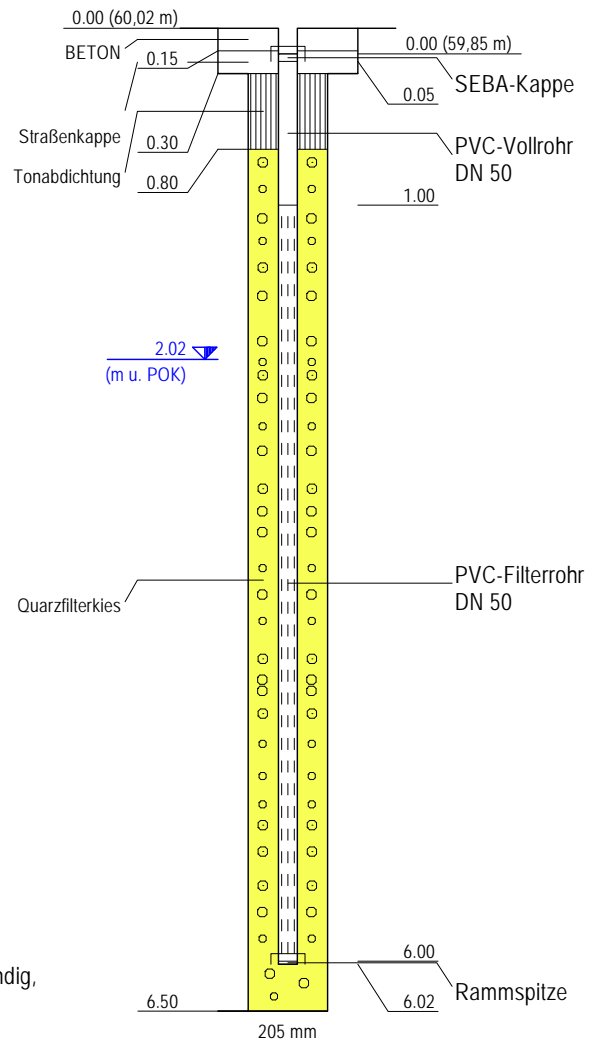 0.00 (60,02 m)
BETON
0.15
0.00 (59,85 m)
SEBA-Kappe
0.05
Straßenkappe
0.30
Tonabdichtung
0.80
PVC-Vollrohr
DN 50
1.00
2.02
(m u. POK)
Quarzfilterkies
PVC-Filterrohr
DN 50
ndig,
6.00
Rammspitze
6.50
6.02
205 mm